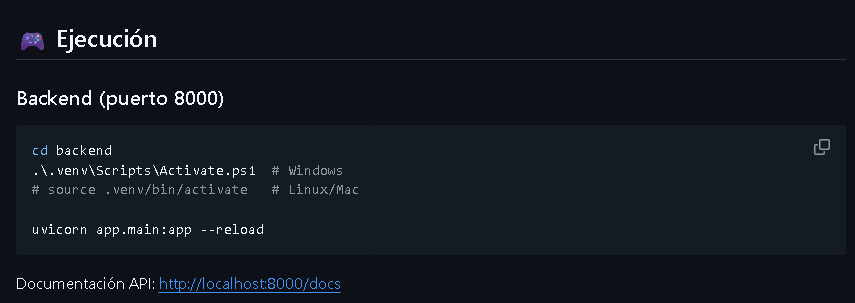 🎮 Ejecución
Backend (puerto 8000)
cd backend
.\.venv\Scripts\Activate.ps1  # Windows
# source .venv/bin/activate   # Linux/Mac
uvicorn app.main:app --reload
Documentación API: http://localhost:8000/docs